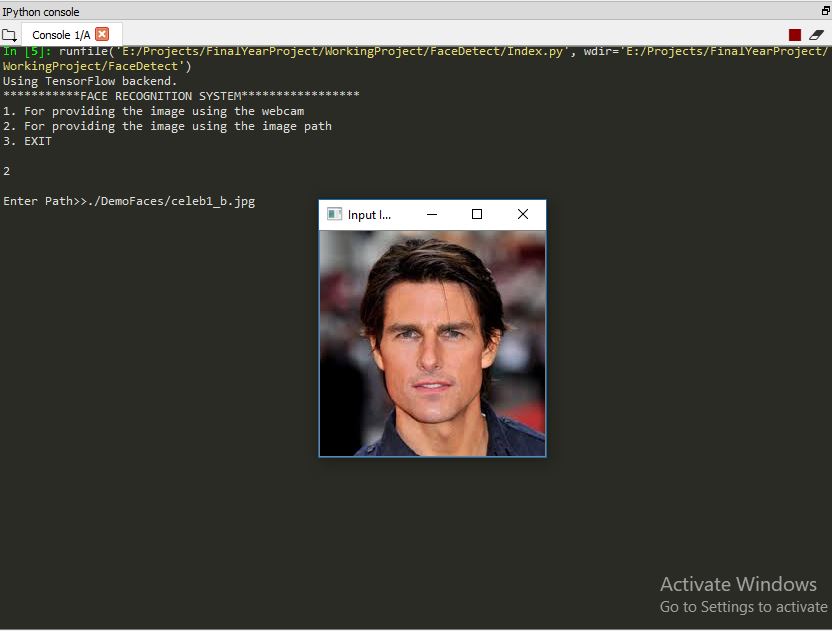 IPython console
Console 1/A
In [5]: runfile('E:/Projects/FinalYearProject/WorkingProject/FaceDetect/Index.py', wdir='E:/Projects/FinalYearProject/
WorkingProject/FaceDetect')
Using TensorFlow backend.
***********FACE RECOGNITION SYSTEM*****************
1. For providing the image using the webcam
2. For providing the image using the image path
3. EXIT
2
Enter Path>>./DemoFaces/celeb1_b.jpg
Input I...
Activate Windows
Go to Settings to activate